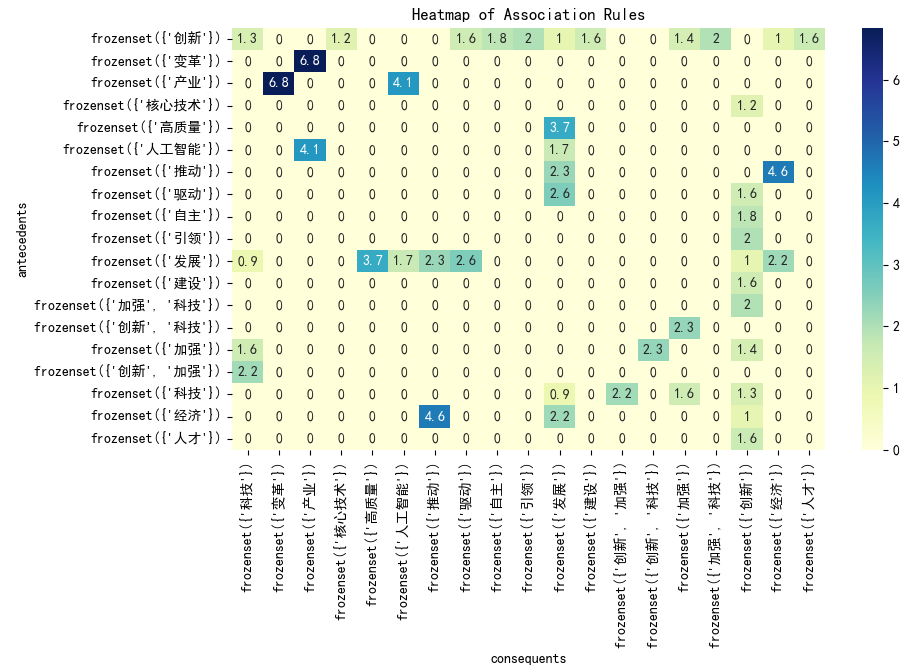 Heatmap of Association Rules
frozenset({'创新'}) 1.3 0 0 1.2 0 0 0 1.6 1.8 2 1 1.6 0 0 1.4 2 0 1 1.6
frozenset({'变革'}) 0 0 6.8 0 0 0 0 0 0 0 0 0 0 0 0 0 0 0 0
frozenset({'产业'}) 0 6.8 0 0 0 4.1 0 0 0 0 0 0 0 0 0 0 0 0 0
frozenset({'核心技术'}) 0 0 0 0 0 0 0 0 0 0 0 0 0 0 0 0 1.2 0 0
frozenset({'高质量'}) 0 0 0 0 0 0 0 0 0 0 3.7 0 0 0 0 0 0 0 0
frozenset({'人工智能'}) 0 0 4.1 0 0 0 0 0 0 0 1.7 0 0 0 0 0 0 0 0
frozenset({'推动'}) 0 0 0 0 0 0 0 0 0 0 2.3 0 0 0 0 0 0 4.6 0
frozenset({'驱动'}) 0 0 0 0 0 0 0 0 0 0 2.6 0 0 0 0 0 1.6 0 0
frozenset({'自主'}) 0 0 0 0 0 0 0 0 0 0 0 0 0 0 0 0 1.8 0 0
frozenset({'引领'}) 0 0 0 0 0 0 0 0 0 0 0 0 0 0 0 0 2 0 0
frozenset({'发展'}) 0.9 0 0 0 3.7 1.7 2.3 2.6 0 0 0 0 0 0 0 0 1 2.2 0
frozenset({'建设'}) 0 0 0 0 0 0 0 0 0 0 0 0 0 0 0 0 1.6 0 0
frozenset({'加强', '科技'}) 0 0 0 0 0 0 0 0 0 0 0 0 0 0 0 0 2 0 0
frozenset({'创新', '科技'}) 0 0 0 0 0 0 0 0 0 0 0 0 0 0 2.3 0 0 0 0
frozenset({'加强'}) 1.6 0 0 0 0 0 0 0 0 0 0 0 0 2.3 0 0 1.4 0 0
frozenset({'创新', '加强'}) 2.2 0 0 0 0 0 0 0 0 0 0 0 0 0 0 0 0 0 0
frozenset({'科技'}) 0 0 0 0 0 0 0 0 0 0 0.9 0 2.2 0 1.6 0 1.3 0 0
frozenset({'经济'}) 0 0 0 0 0 0 4.6 0 0 0 2.2 0 0 0 0 0 1 0 0
frozenset({'人才'}) 0 0 0 0 0 0 0 0 0 0 0 0 0 0 0 0 1.6 0 0
antecedents
frozenset({'科技'})
frozenset({'变革'})
frozenset({'产业'})
frozenset({'核心技术'})
frozenset({'高质量'})
frozenset({'人工智能'})
frozenset({'推动'})
frozenset({'驱动'})
frozenset({'自主'})
frozenset({'引领'})
frozenset({'发展'})
frozenset({'建设'})
frozenset({'创新', '加强'})
frozenset({'创新', '科技'})
frozenset({'加强'})
frozenset({'加强', '科技'})
frozenset({'创新'})
frozenset({'经济'})
frozenset({'人才'})
consequents
6
5
4
3
2
1
0